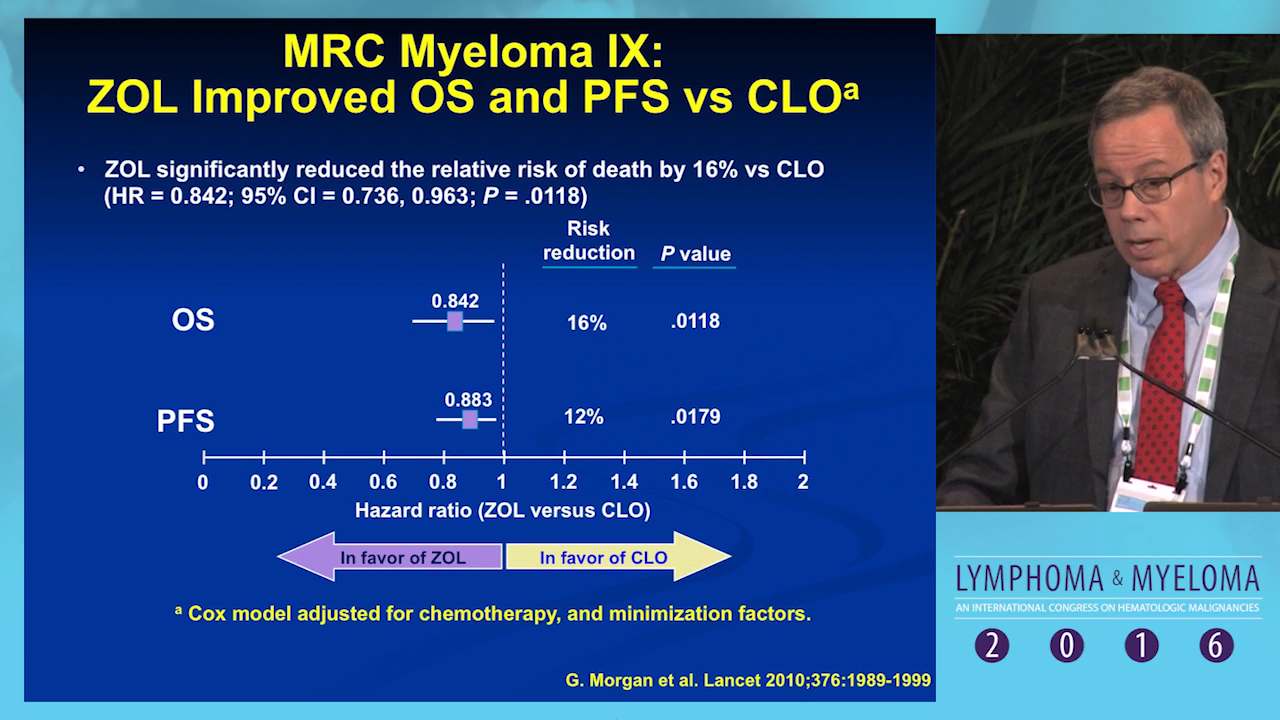 MRC Myeloma IX:
ZOL Improved OS and PFS vs CLOᵃ
• ZOL significantly reduced the relative risk of death by 16% vs CLO
(HR = 0.842; 95% CI = 0.736, 0.963; P = .0118)
Risk
reduction
P value
OS
0.842
16%
.0118
PFS
0.883
12%
.0179
0 0.2 0.4 0.6 0.8 1 1.2 1.4 1.6 1.8 2
Hazard ratio (ZOL versus CLO)
In favor of ZOL
In favor of CLO
ᵃ Cox model adjusted for chemotherapy, and minimization factors.
G. Morgan et al. Lancet 2010;376:1989-1999
LYMPHOMA & MYELOMA
AN INTERNATIONAL CONGRESS ON HEMATOLOGIC MALIGNANCIES
2 0 1 6